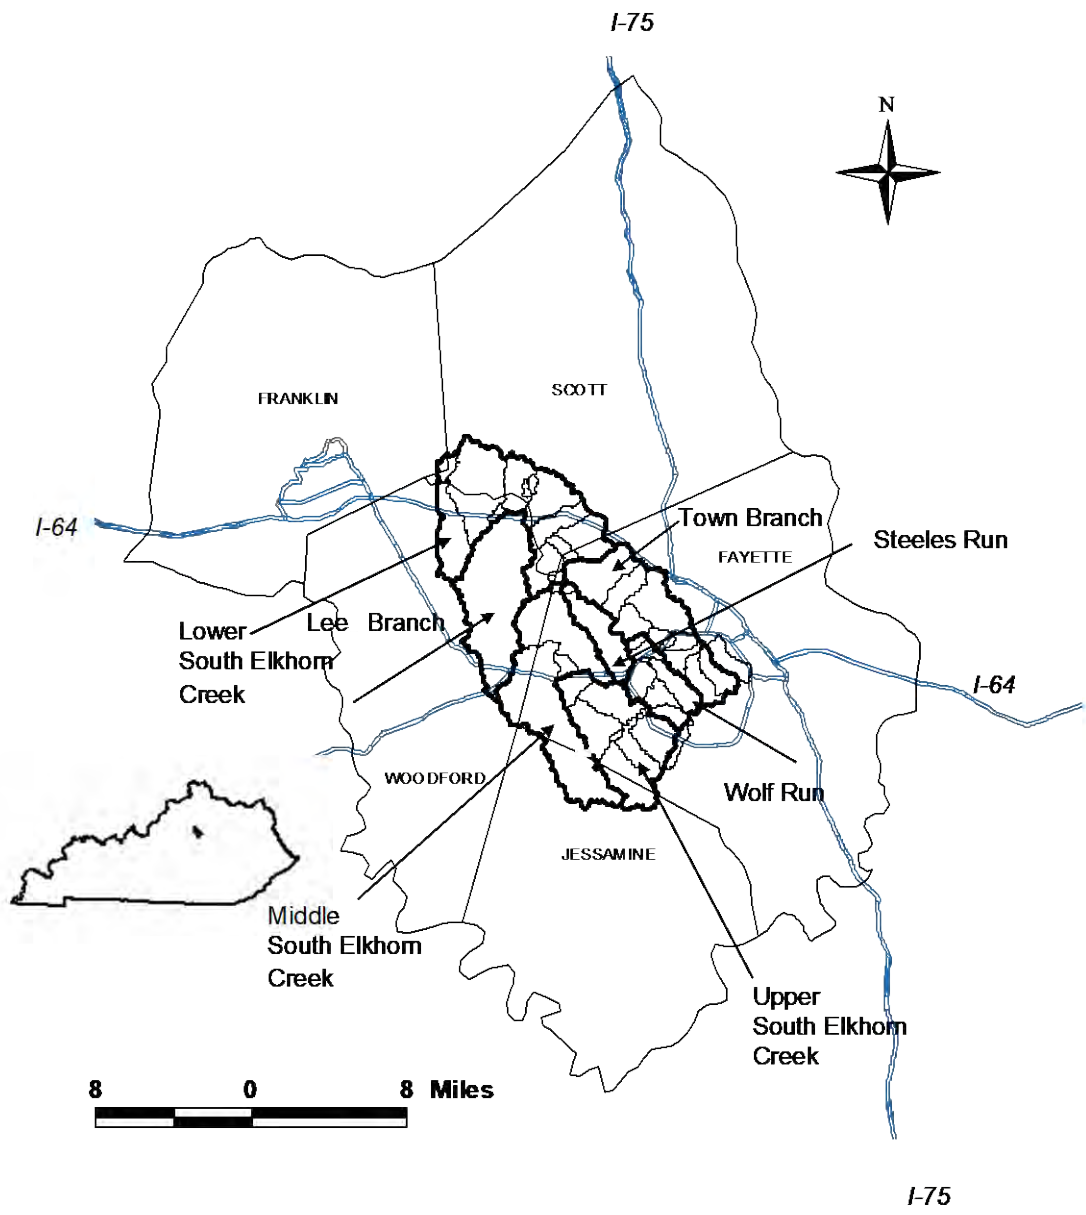 I-75
N
FRANKLIN
SCOTT
I-64
Town Branch
FAYETTE
Steeles Run
Lee Branch
Lower
South Elkhorn
Creek
I-64
WOODFORD
Wolf Run
JESSAMINE
Middle
South Elkhorn
Creek
Upper
South Elkhorn
Creek
8 0 8 Miles
I-75